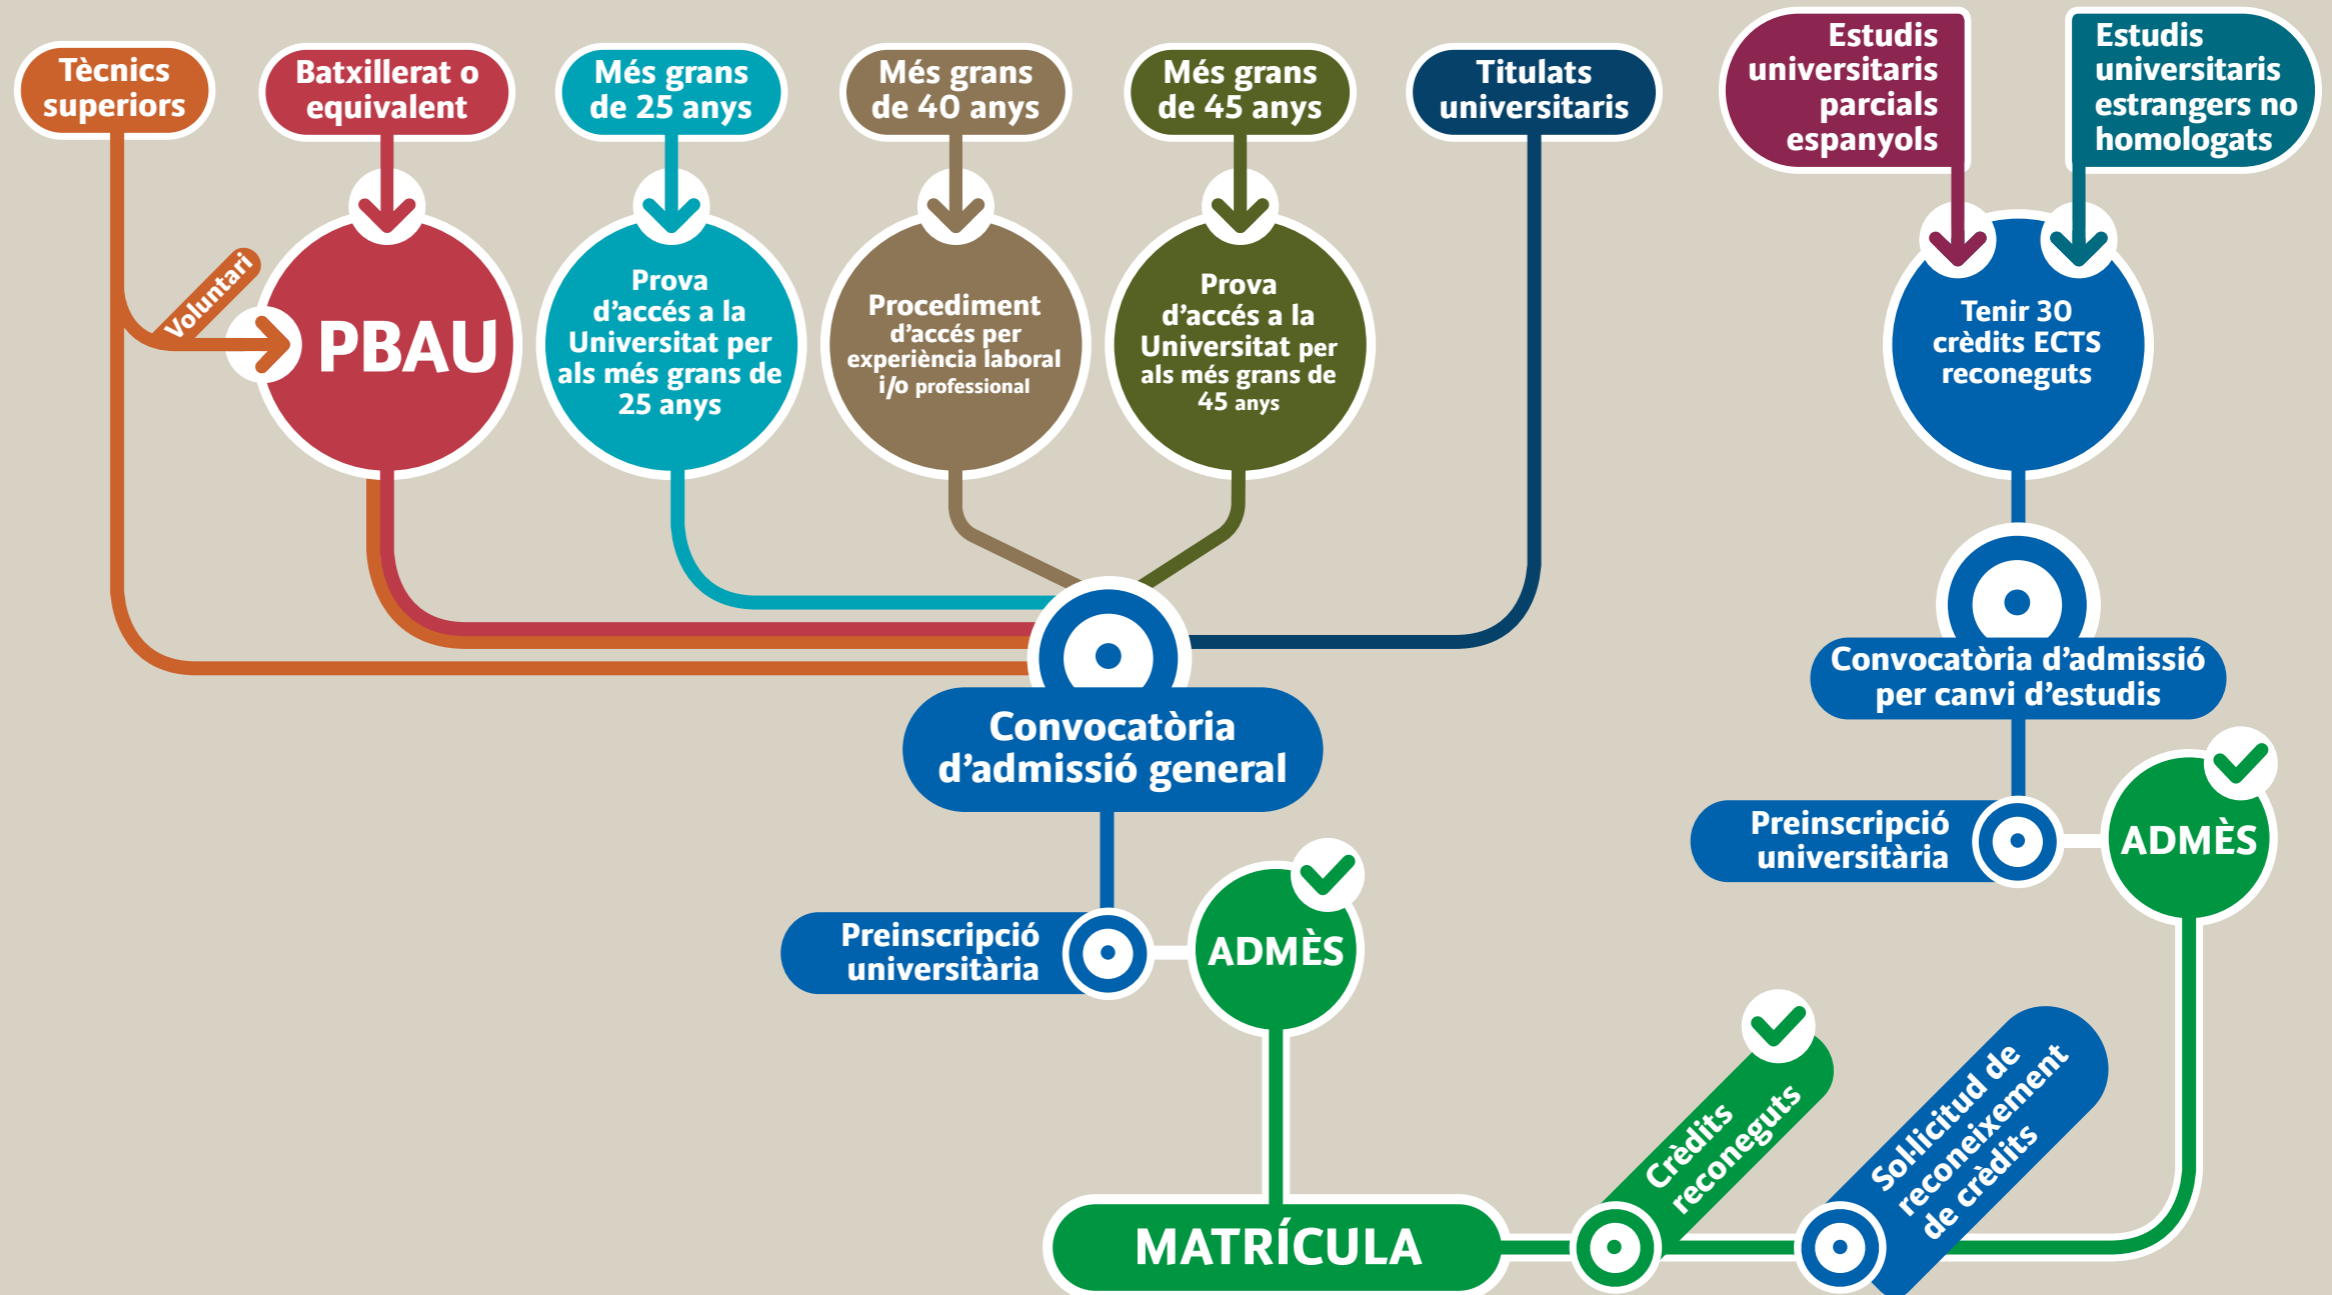 Tècnics
superiors
Batxillerat o
equivalent
Més grans
de 25 anys
Més grans
de 40 anys
Més grans
de 45 anys
Titulats
universitaris
Estudis
universitaris
parcials
espanyols
Estudis
universitaris
estrangers no
homologats
Voluntari
PBAU
Prova
d'accés a la
Universitat per
als més grans de
25 anys
Procediment
d'accés per
experiència laboral
i/o professional
Prova
d'accés a la
Universitat per
als més grans de
45 anys
Tenir 30
crèdits ECTS
reconeguts
Convocatòria
d'admissió general
Convocatòria d'admissió
per canvi d'estudis
Preinscripció
universitària
ADMÈS
Preinscripció
universitària
ADMÈS
MATRÍCULA
Crèdits
reconeguts
Sol·licitud de
reconeixement
de crèdits